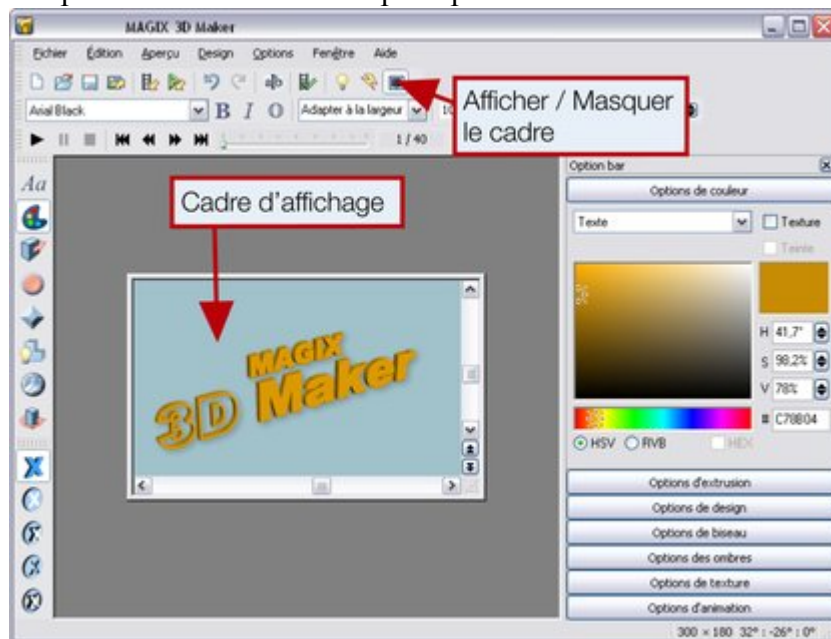 MAGIX 3D Maker
Fichier Édition Aperçu Design Options Fenêtre Aide
Arial Black B I O Adapter à la largeur
Afficher / Masquer
le cadre
1 / 40
Option bar
Aa
Options de couleur
Cadre d'affichage
Texte Texture
Teinte
MAGIX
3D Maker
H 41,7°
S 98,2%
V 78%
# C78B04
HSV RVB HEX
Options d'extrusion
Options de design
Options de biseau
Options des ombres
Options de texture
Options d'animation
300 × 180 32° : -26° : 0°